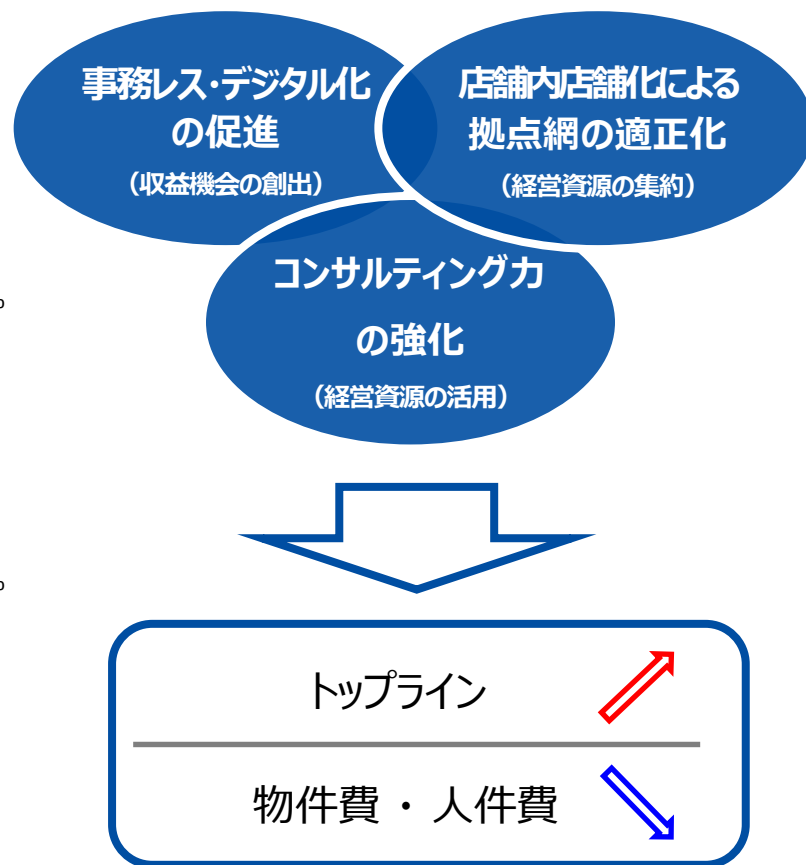 事務レス・デジタル化
の促進
（収益機会の創出）
店舗内店舗化による
拠点網の適正化
（経営資源の集約）
コンサルティング力
の強化
（経営資源の活用）
。
。
トップライン
物件費 ・ 人件費